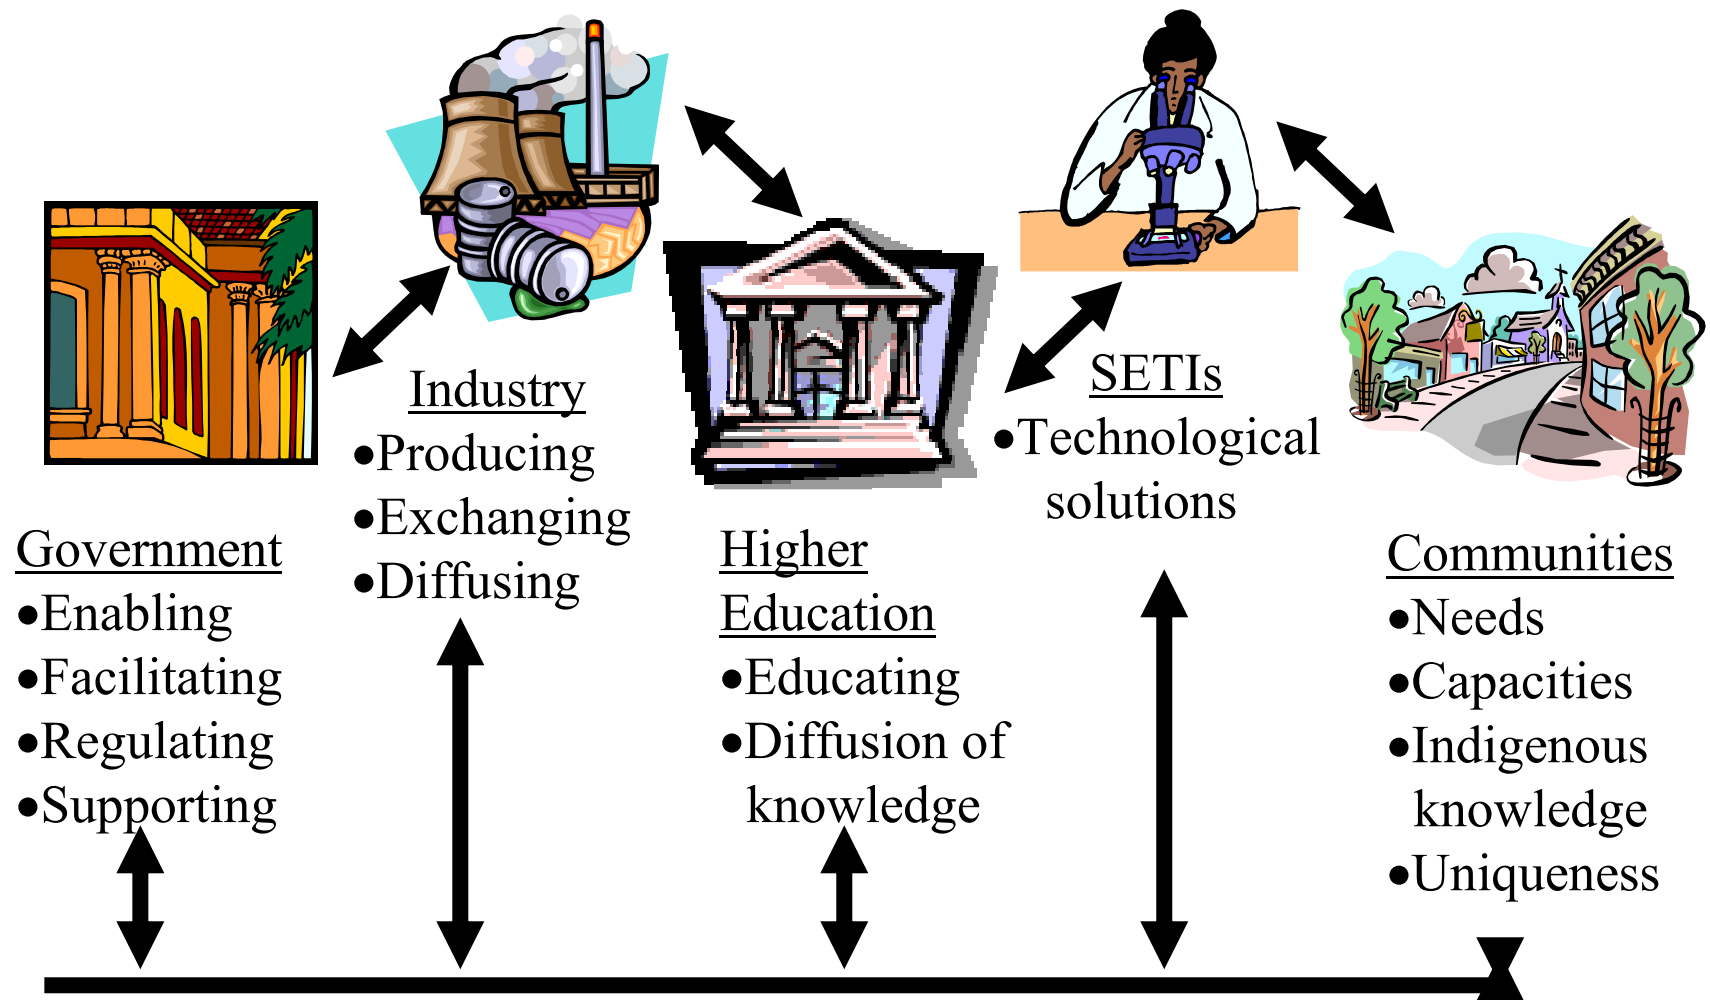 Government
•Enabling
•Facilitating
•Regulating
•Supporting
Industry
•Producing
•Exchanging
•Diffusing
Higher
Education
•Educating
•Diffusion of
knowledge
SETIs
•Technological
solutions
Communities
•Needs
•Capacities
•Indigenous
knowledge
•Uniqueness